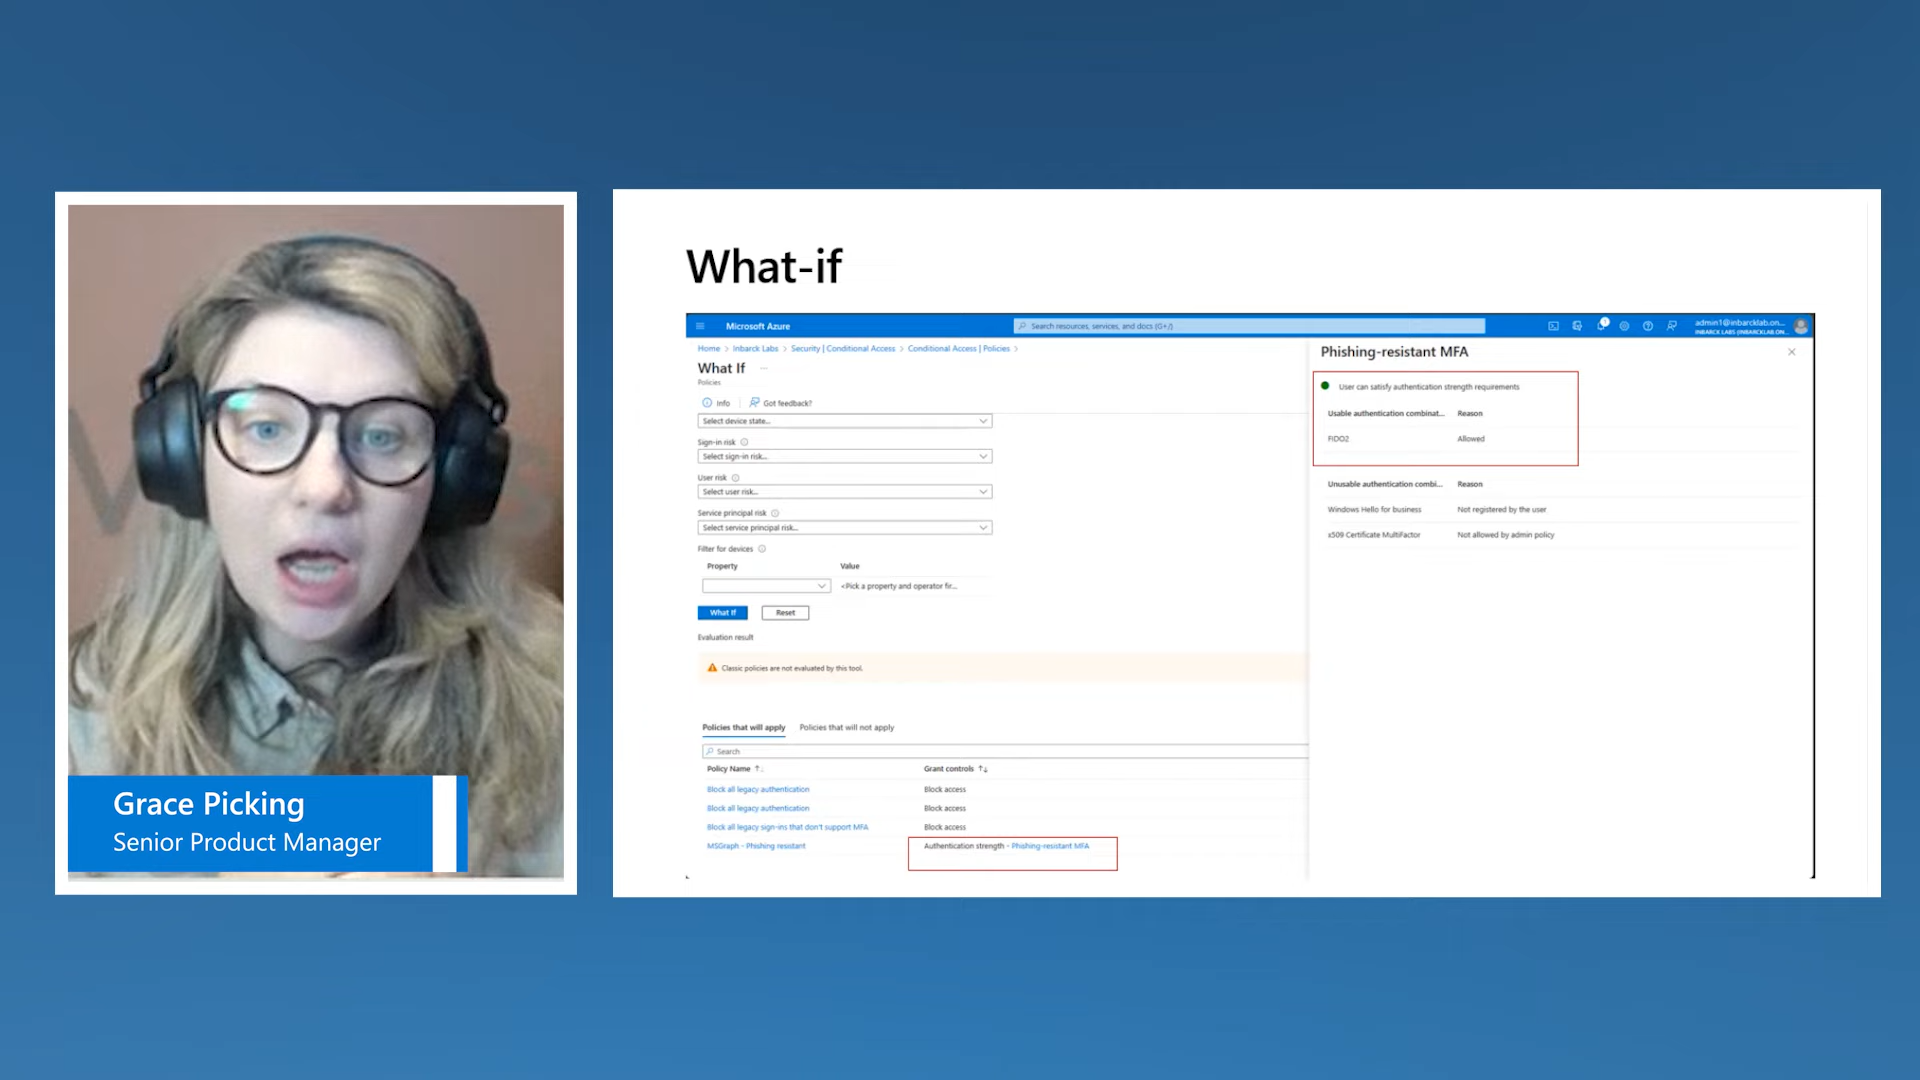 What-if
Microsoft Azure
Search resources, services, and docs (G+/)
1
admin1@inbarcklab.on...
INBARCK LABS (INBARCKLAB.ON...
Home > Inbarck Labs > Security | Conditional Access > Conditional Access | Policies >
What If ...
Policies
Info
Got feedback?
Select device state...
Sign-in risk
Select sign-in risk...
User risk
Select user risk...
Service principal risk
Select service principal risk...
Filter for devices
Property Value
<Pick a property and operator fir...
What If Reset
Evaluation result
Classic policies are not evaluated by this tool.
Policies that will apply Policies that will not apply
Search
Policy Name Grant controls
Block all legacy authentication Block access
Block all legacy authentication Block access
Block all legacy sign-ins that don't support MFA Block access
MSGraph - Phishing resistant Authentication strength - Phishing-resistant MFA
Phishing-resistant MFA
User can satisfy authentication strength requirements
Usable authentication combinat... Reason
FIDO2 Allowed
Unusable authentication combi... Reason
Windows Hello for business Not registered by the user
x509 Certificate MultiFactor Not allowed by admin policy
Grace Picking
Senior Product Manager